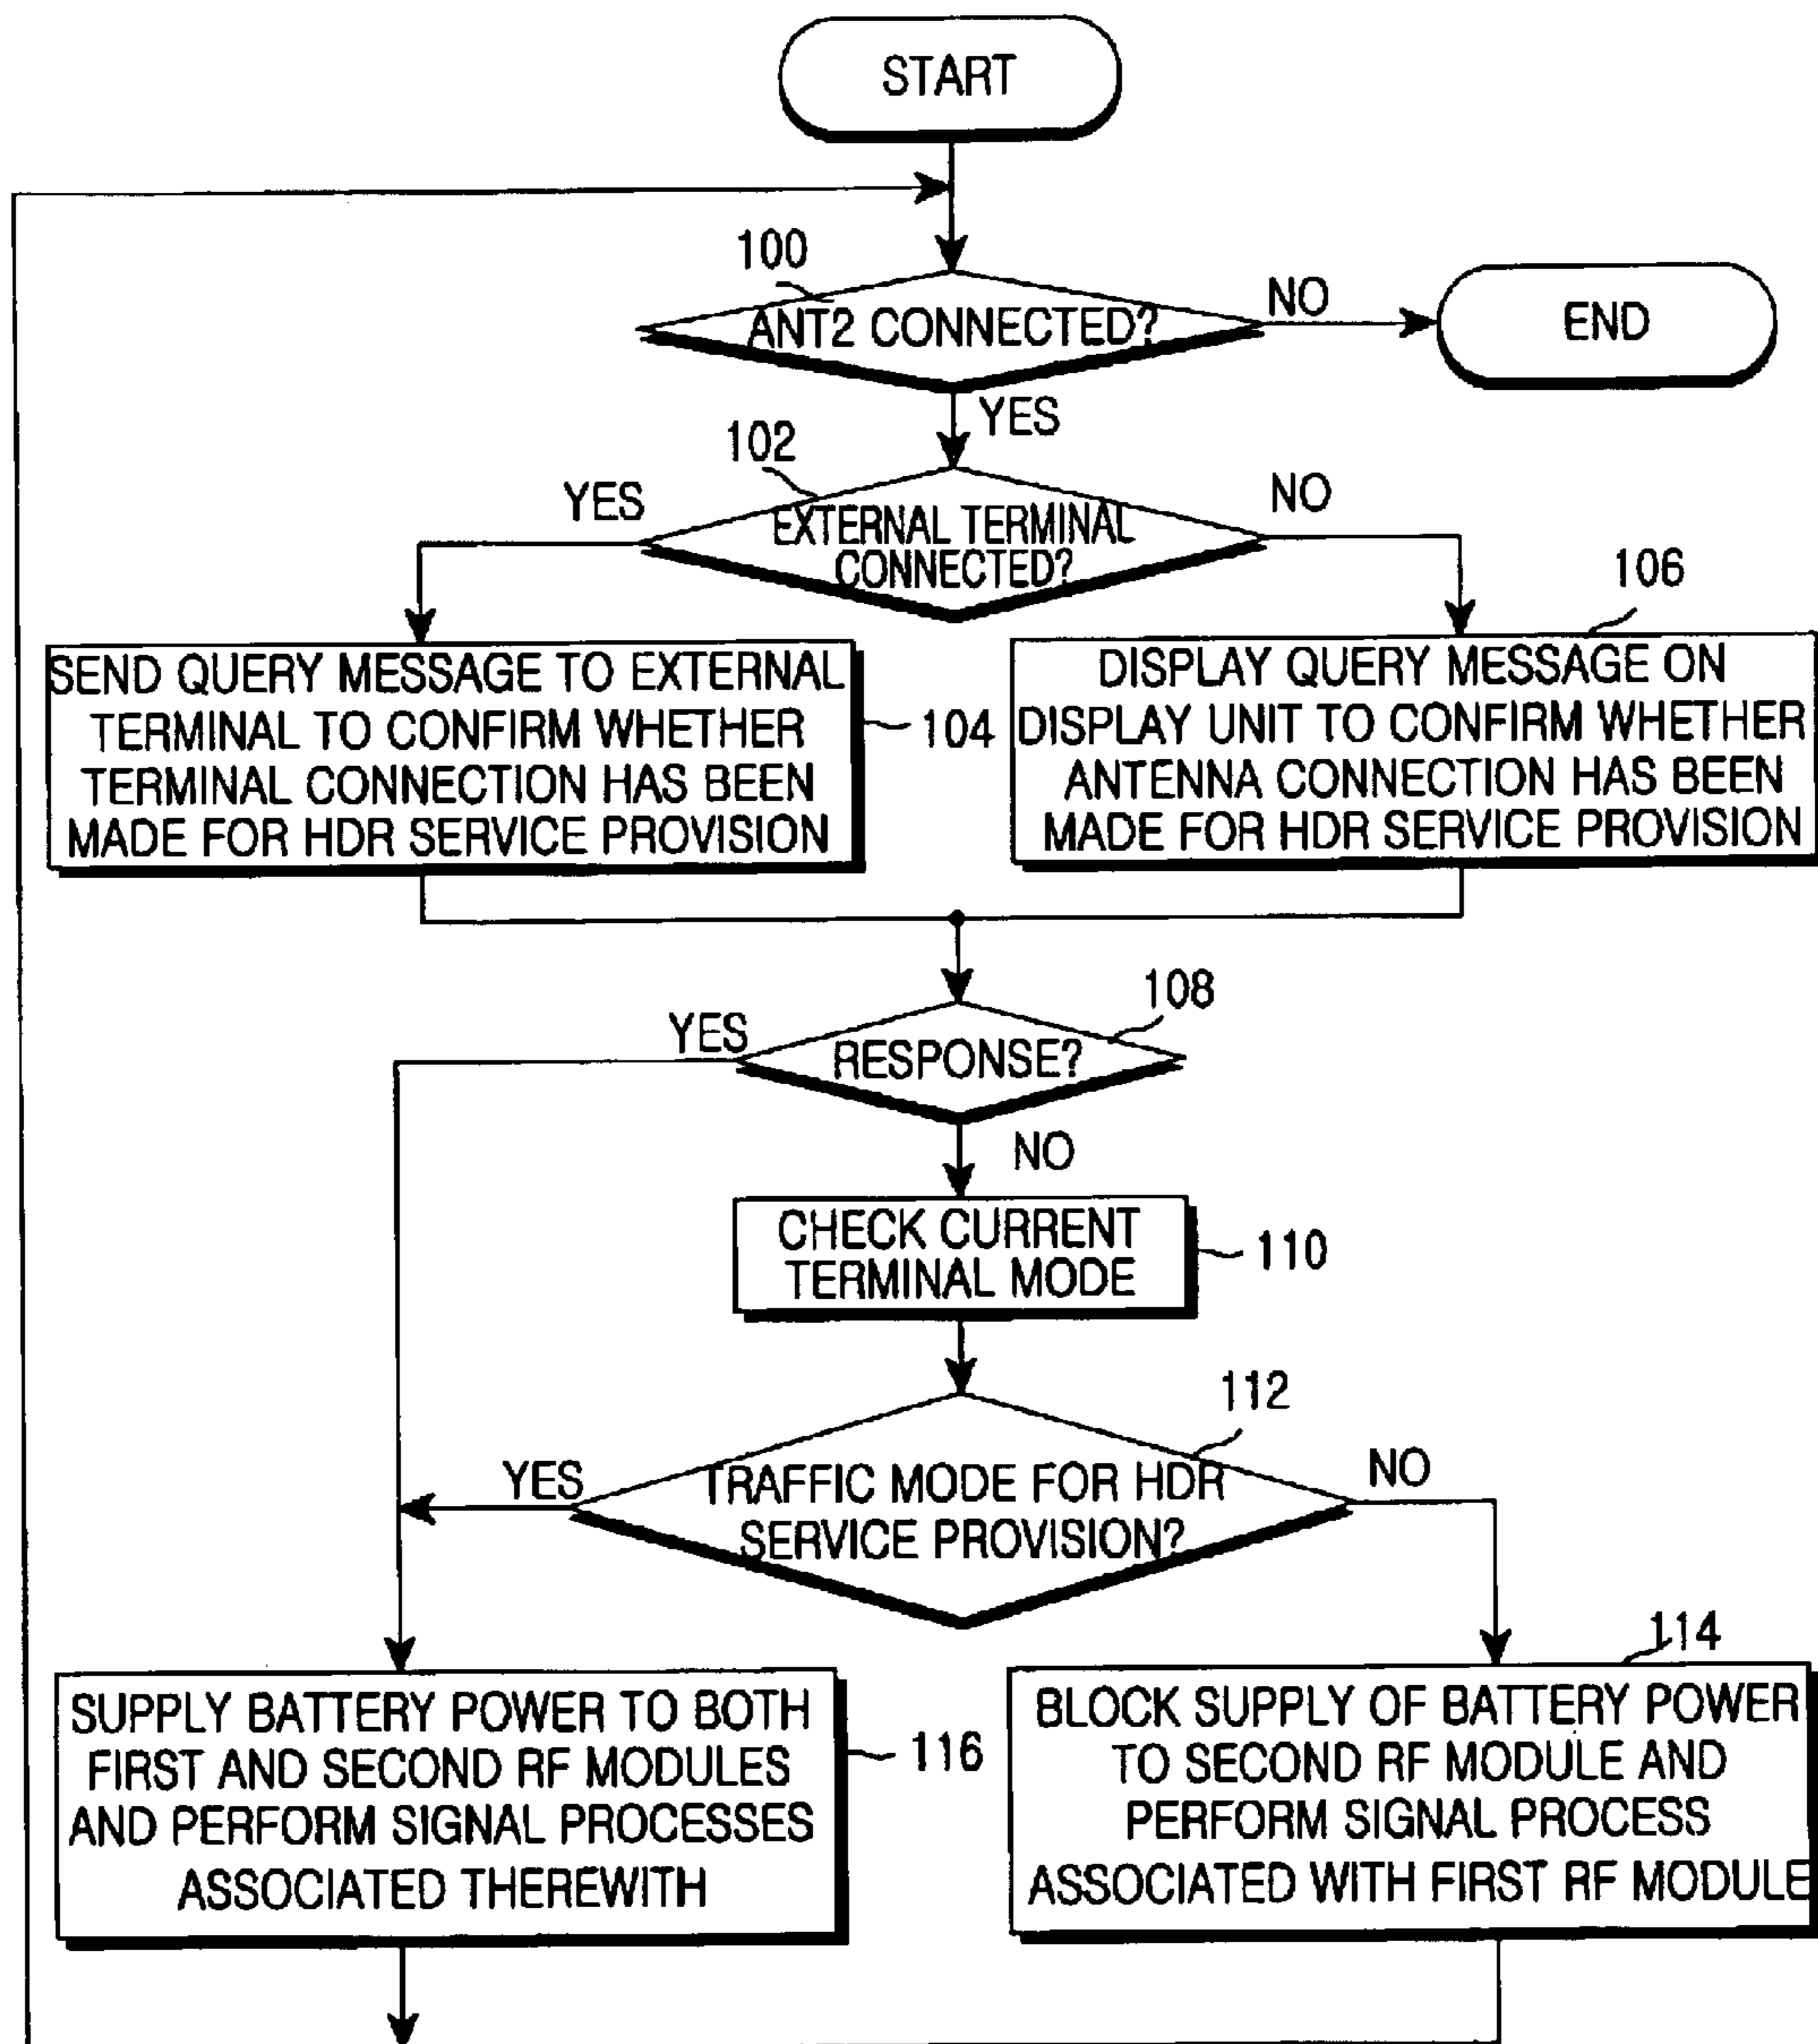 START
100
ANT2 CONNECTED?
NO
END
YES
102
YES
EXTERNAL TERMINAL
CONNECTED?
NO
106
SEND QUERY MESSAGE TO EXTERNAL
TERMINAL TO CONFIRM WHETHER
TERMINAL CONNECTION HAS BEEN
MADE FOR HDR SERVICE PROVISION
104
DISPLAY QUERY MESSAGE ON
DISPLAY UNIT TO CONFIRM WHETHER
ANTENNA CONNECTION HAS BEEN
MADE FOR HDR SERVICE PROVISION
108
YES
RESPONSE?
NO
CHECK CURRENT
TERMINAL MODE
110
112
YES
TRAFFIC MODE FOR HDR
SERVICE PROVISION?
NO
114
SUPPLY BATTERY POWER TO BOTH
FIRST AND SECOND RF MODULES
AND PERFORM SIGNAL PROCESSES
ASSOCIATED THEREWITH
116
BLOCK SUPPLY OF BATTERY POWER
TO SECOND RF MODULE AND
PERFORM SIGNAL PROCESS
ASSOCIATED WITH FIRST RF MODULE